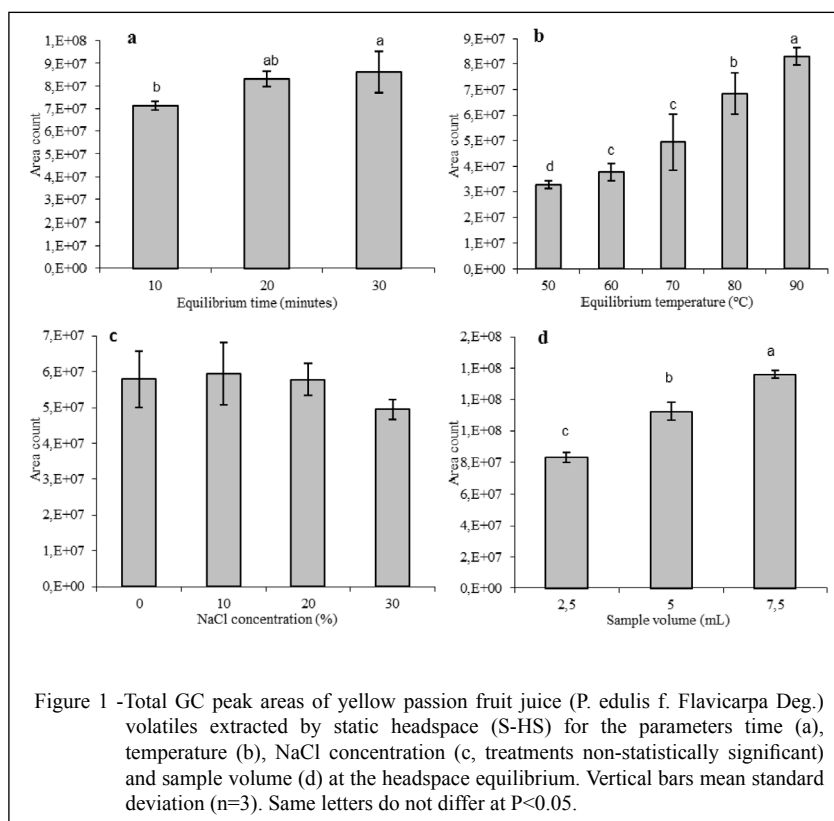 a
1,E+08
9,E+07
8,E+07
7,E+07
6,E+07
5,E+07
4,E+07
3,E+07
2,E+07
1,E+07
0,E+00
Area count
b
ab
a
10
20
30
Equilibrium time (minutes)
b
9,E+07
8,E+07
7,E+07
6,E+07
5,E+07
4,E+07
3,E+07
2,E+07
1,E+07
0,E+00
Area count
d
c
c
b
a
50
60
70
80
90
Equilibrium temperature (°C)
c
7,E+07
6,E+07
5,E+07
4,E+07
3,E+07
2,E+07
1,E+07
0,E+00
Area count
0
10
20
30
NaCl concentration (%)
d
2,E+08
1,E+08
1,E+08
1,E+08
8,E+07
6,E+07
4,E+07
2,E+07
0,E+00
Area count
c
b
a
2,5
5
7,5
Sample volume (mL)
Figure 1 -Total GC peak areas of yellow passion fruit juice (P. edulis f. Flavicarpa Deg.)
volatiles extracted by static headspace (S-HS) for the parameters time (a),
temperature (b), NaCl concentration (c, treatments non-statistically significant)
and sample volume (d) at the headspace equilibrium. Vertical bars mean standard
deviation (n=3). Same letters do not differ at P<0.05.